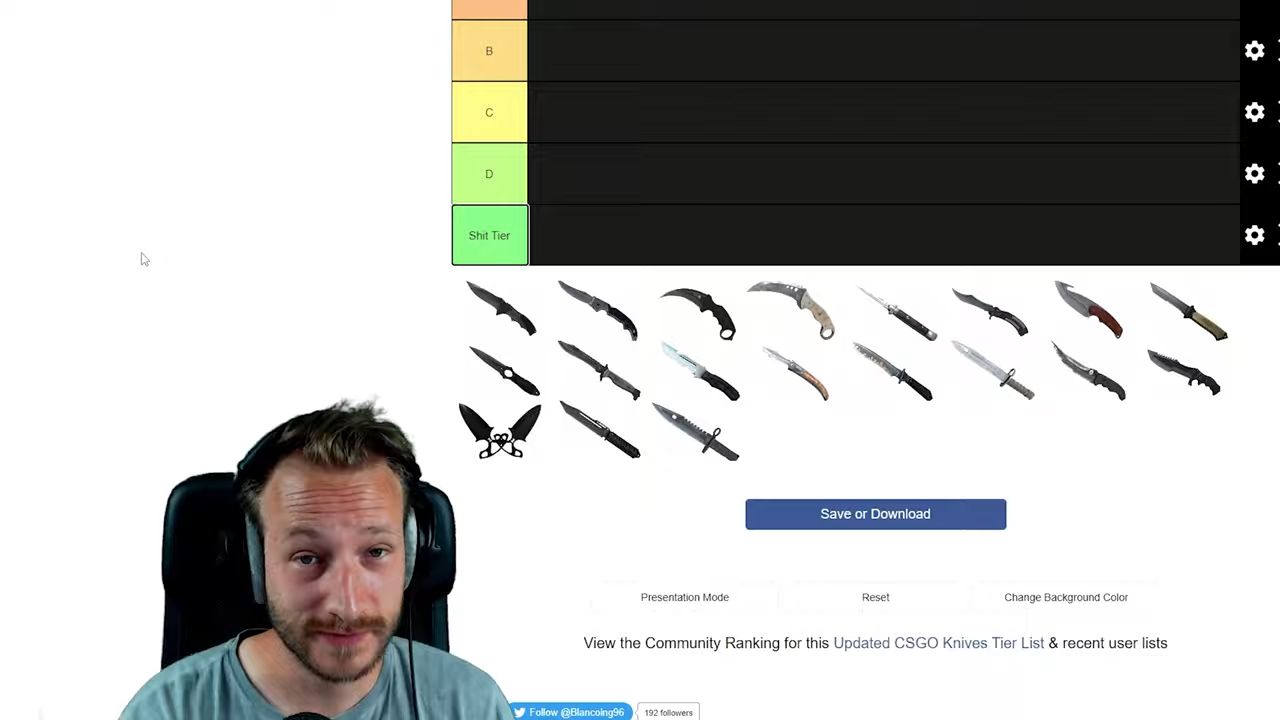 B
C
D
Shit Tier
Save or Download
Presentation Mode
Reset
Change Background Color
View the Community Ranking for this Updated CSGO Knives Tier List & recent user lists
Follow @Blancoing96
192 followers